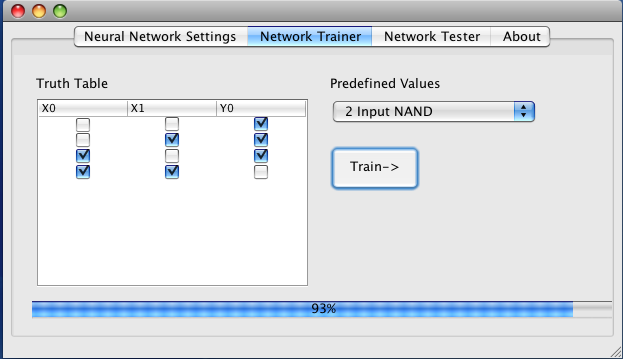 Neural Network Settings Network Trainer Network Tester About
Truth Table Predefined Values
X0 X1 Y0
2 Input NAND
Train->
93%